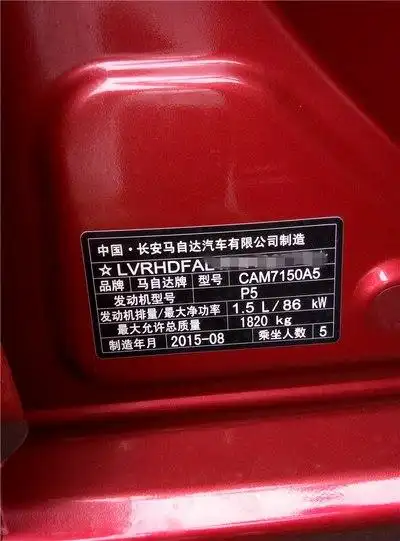 中国·长安马自达汽车有限公司制造
☆LVRHDFAL
品牌 马自达牌 型号 CAM7150A5
发动机型号 P5
发动机排量/最大净功率 1.5 L/86 kW
最大允许总质量 1820 kg
制造年月 2015-08 乘坐人数 5